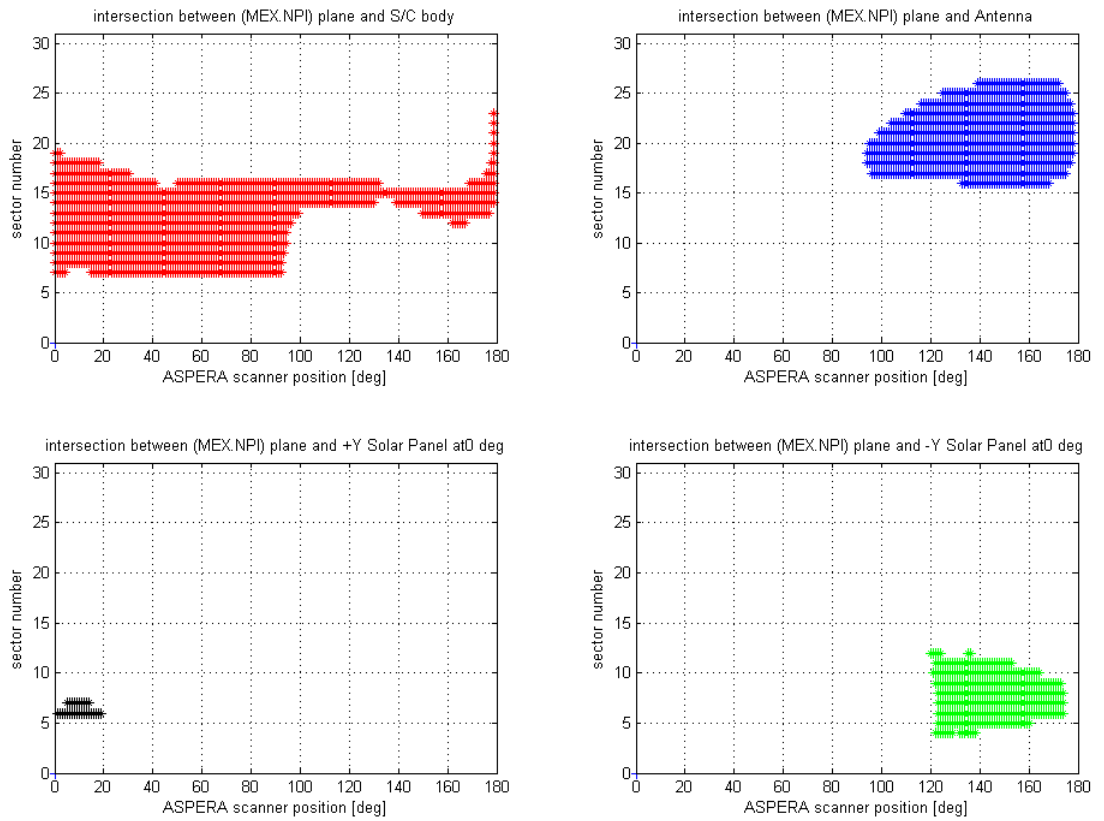 intersection between (MEX.NPI) plane and S/C body
30
25
20
15
10
5
0
sector number
0 20 40 60 80 100 120 140 160 180
ASPERA scanner position [deg]
intersection between (MEX.NPI) plane and Antenna
30
25
20
15
10
5
0
sector number
0 20 40 60 80 100 120 140 160 180
ASPERA scanner position [deg]
intersection between (MEX.NPI) plane and +Y Solar Panel at0 deg
30
25
20
15
10
5
0
sector number
0 20 40 60 80 100 120 140 160 180
ASPERA scanner position [deg]
intersection between (MEX.NPI) plane and -Y Solar Panel at0 deg
30
25
20
15
10
5
0
sector number
0 20 40 60 80 100 120 140 160 180
ASPERA scanner position [deg]